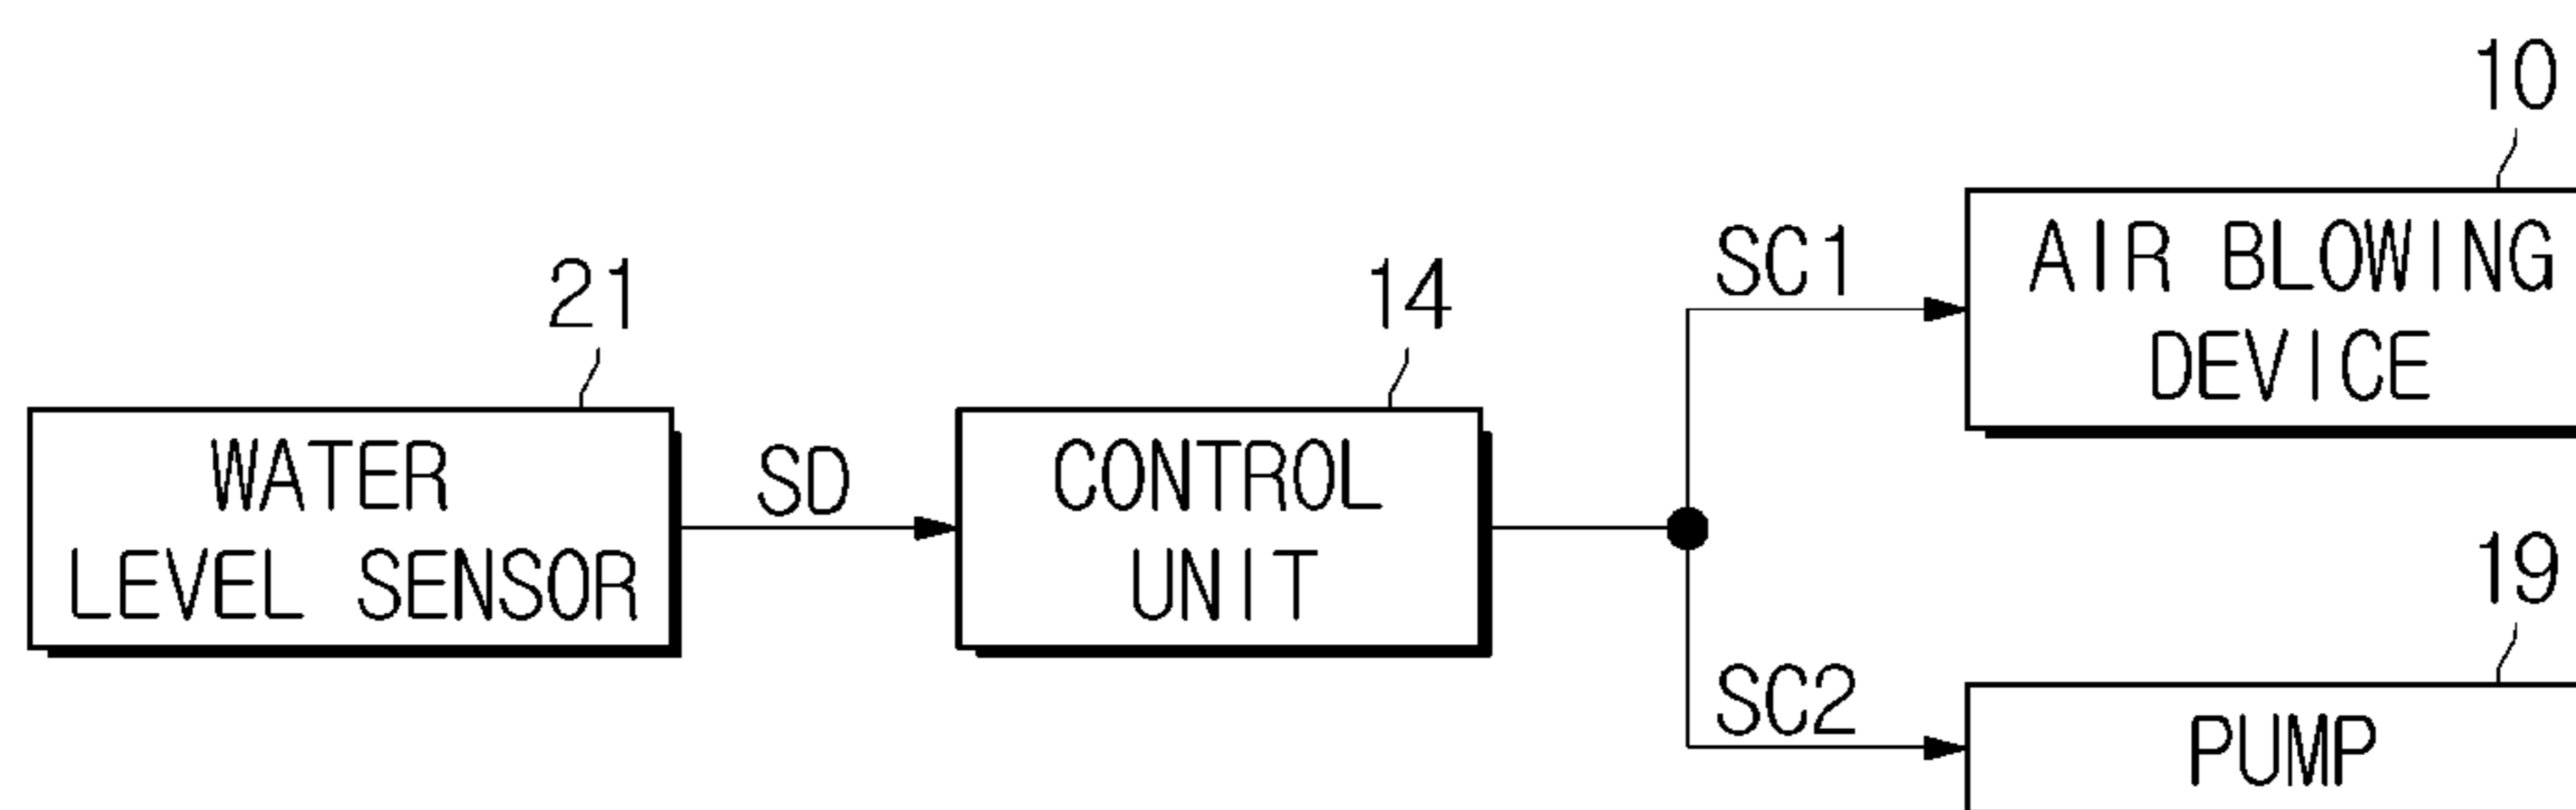 10
SC1
AIR BLOWING
DEVICE
21
14
WATER
LEVEL SENSOR
SD
CONTROL
UNIT
19
SC2
PUMP